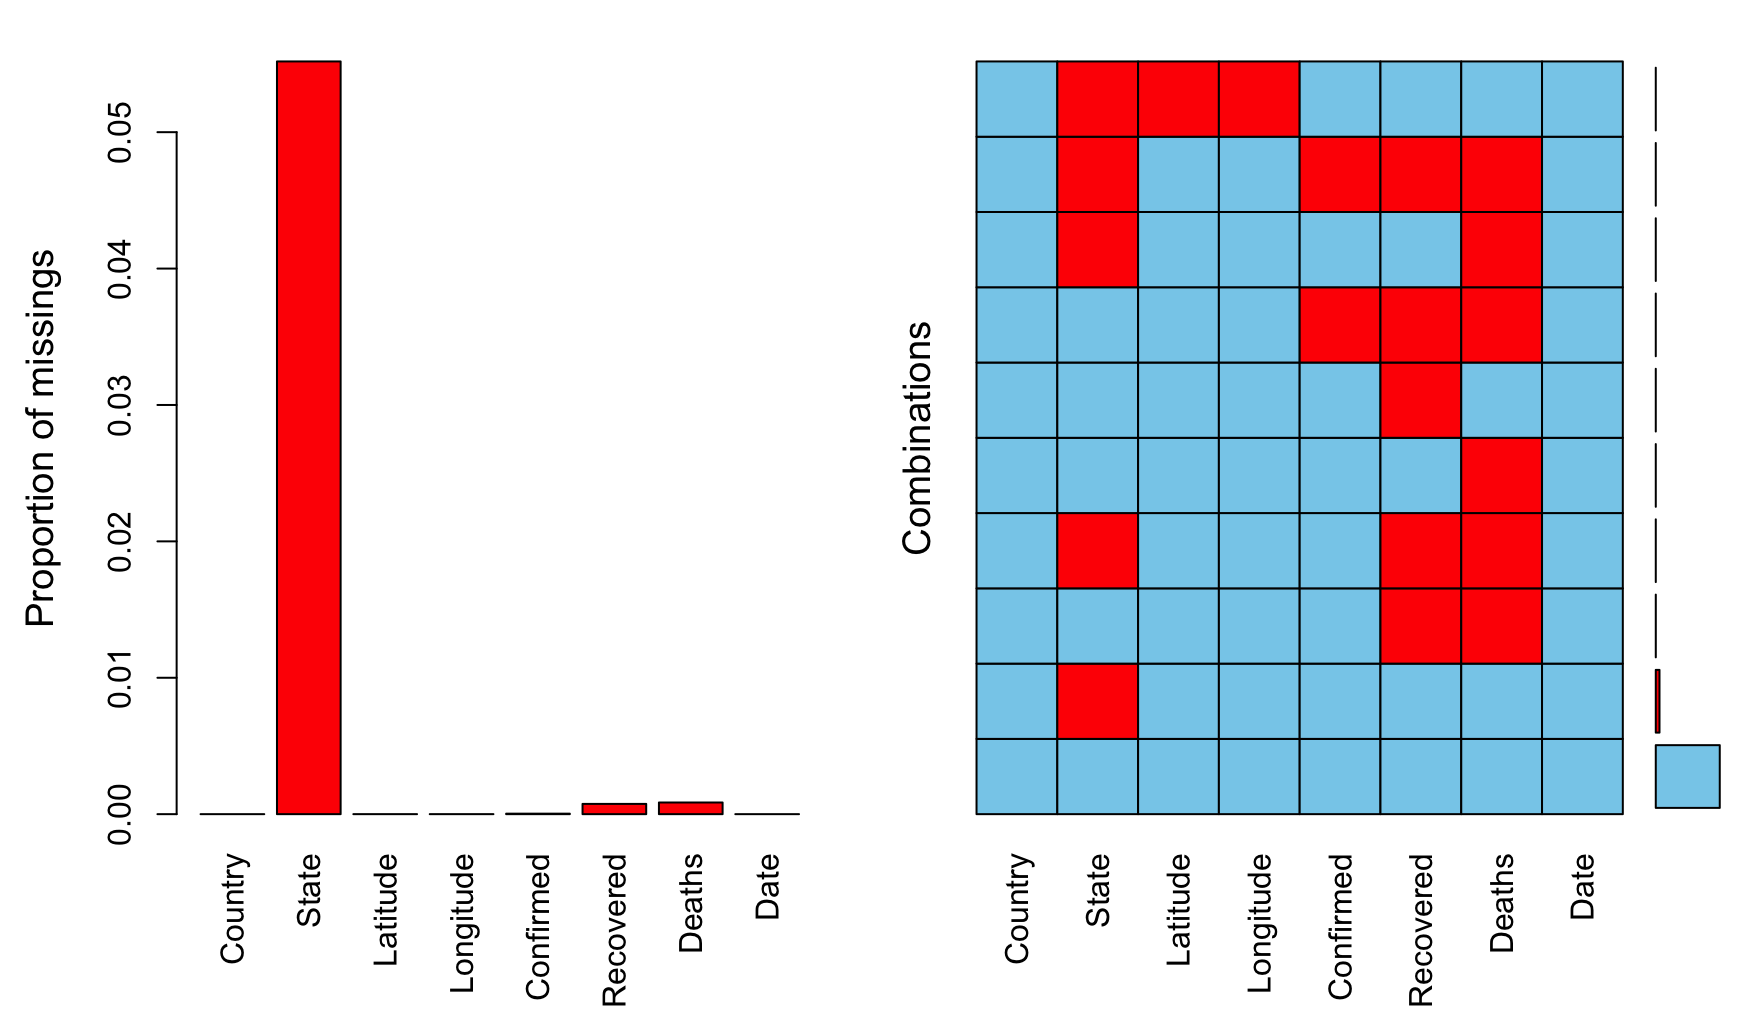 Proportion of missings
0.05
0.04
0.03
0.02
0.01
0.00
Country
State
Latitude
Longitude
Confirmed
Recovered
Deaths
Date
Combinations
Country
State
Latitude
Longitude
Confirmed
Recovered
Deaths
Date